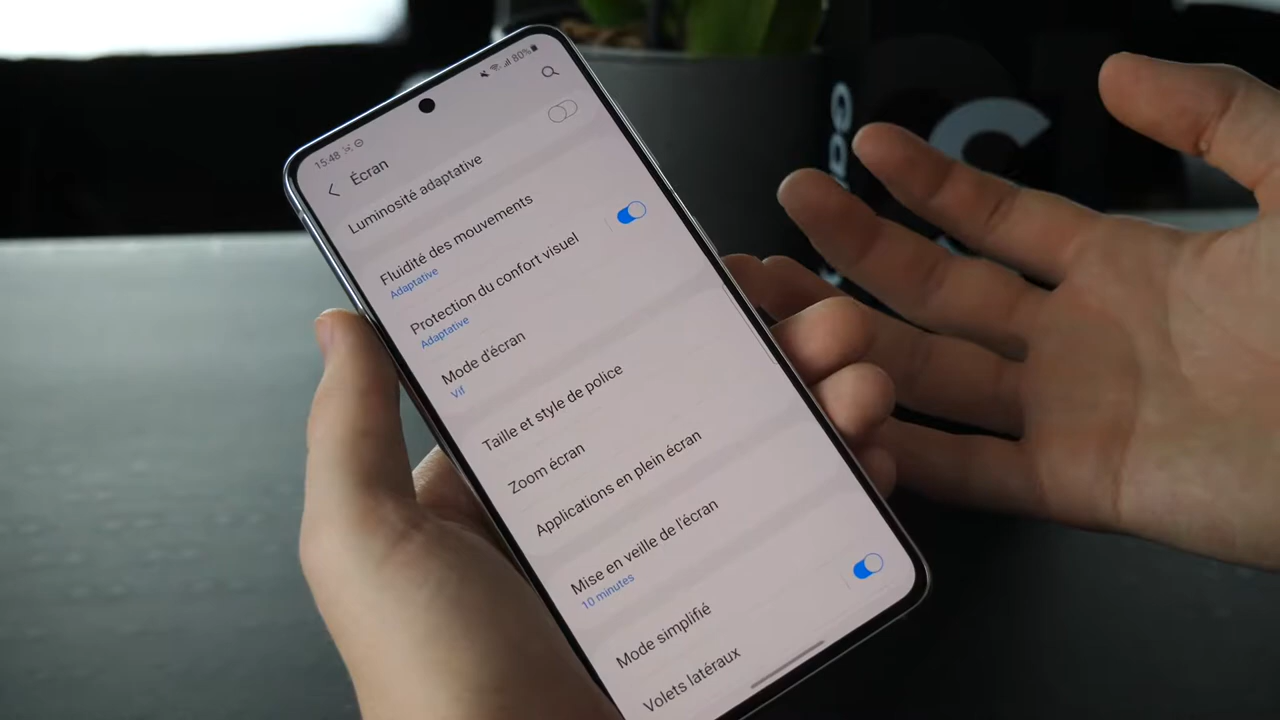 15:48
80%
Écran
Luminosité adaptative
Fluidité des mouvements
Adaptative
Protection du confort visuel
Adaptative
Mode d'écran
Vif
Taille et style de police
Zoom écran
Applications en plein écran
Mise en veille de l'écran
10 minutes
Mode simplifié
Volets latéraux